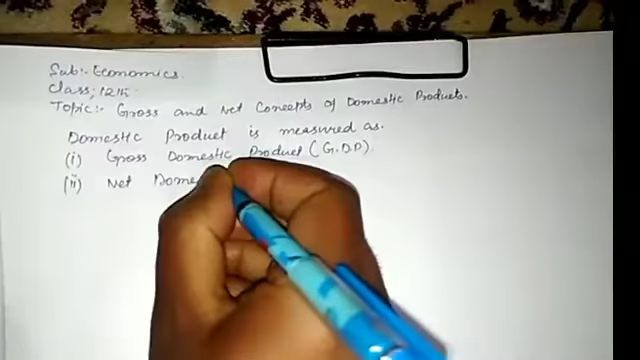 Sub:- Economics.
Class; 12th
Topic:- Gross and Net Concepts of Domestic Products.
Domestic Product is measured as.
(i) Gross Domestic Product (G.D.P).
(ii) Net Dome